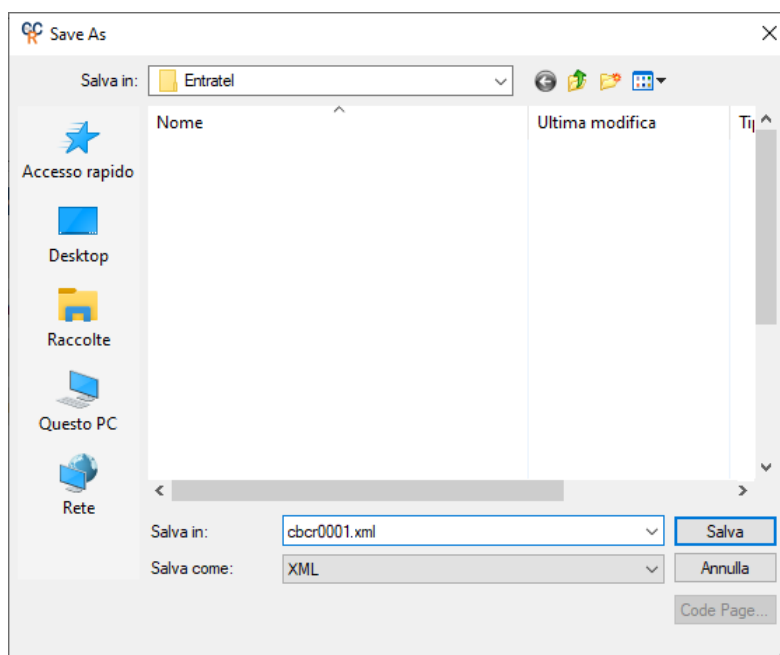 Save As
Salva in: Entratel
Nome Ultima modifica Tij
Accesso rapido
Desktop
Raccolte
Questo PC
Rete
Salva in: cbcr0001.xml Salva
Salva come: XML Annulla
Code Page...